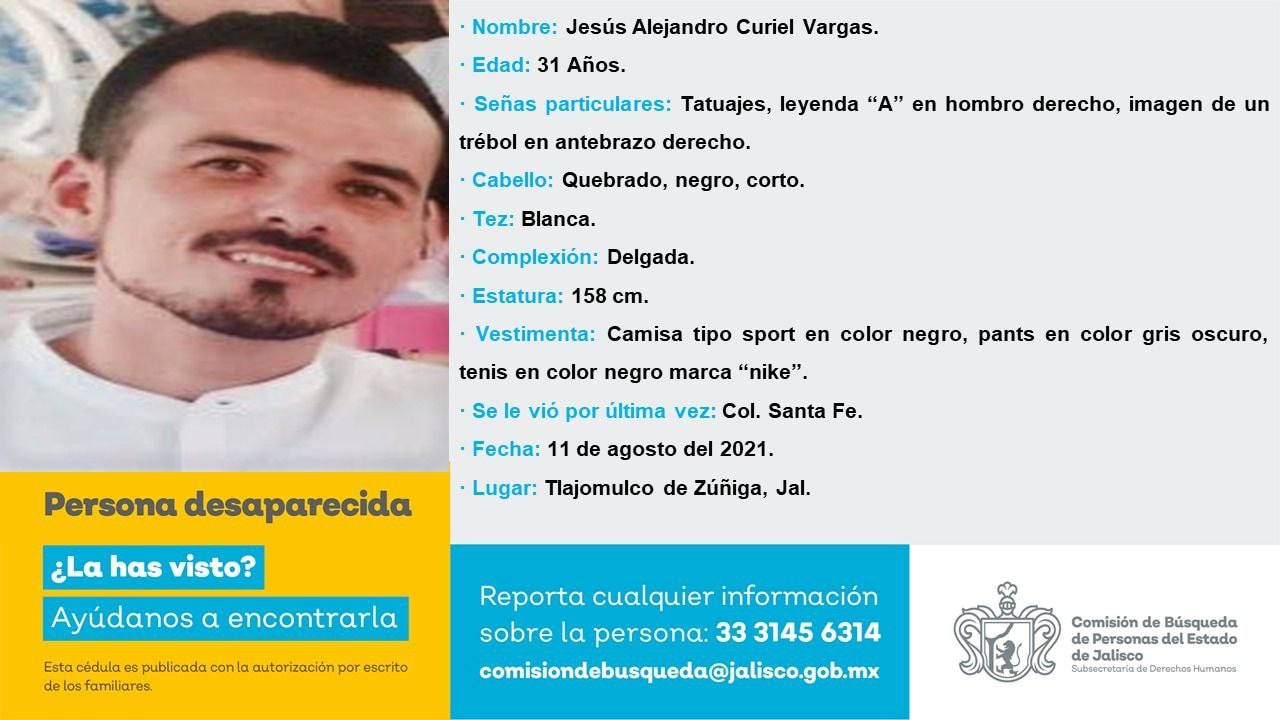 · Nombre: Jesús Alejandro Curiel Vargas.
· Edad: 31 Años.
· Señas particulares: Tatuajes, leyenda “A” en hombro derecho, imagen de un
trébol en antebrazo derecho.
· Cabello: Quebrado, negro, corto.
· Tez: Blanca.
· Complexión: Delgada.
· Estatura: 158 cm.
· Vestimenta: Camisa tipo sport en color negro, pants en color gris oscuro,
tenis en color negro marca “nike”.
· Se le vió por última vez: Col. Santa Fe.
· Fecha: 11 de agosto del 2021.
· Lugar: Tlajomulco de Zúñiga, Jal.
Persona desaparecida
¿La has visto?
Ayúdanos a encontrarla
Esta cédula es publicada con la autorización por escrito
de los familiares.
Reporta cualquier información
sobre la persona: 33 3145 6314
comisiondebusqueda@jalisco.gob.mx
Comisión de Búsqueda
de Personas del Estado
de Jalisco
Subsecretaría de Derechos Humanos